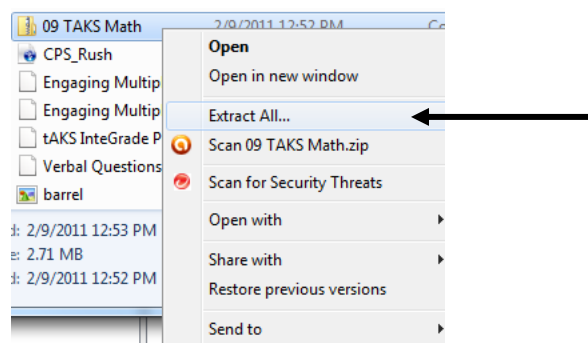 09 TAKS Math 2/9/2011 12:52 PM
CPS_Rush
Engaging Multip
Engaging Multip
tAKS InteGrade P
Verbal Questions
barrel
d: 2/9/2011 12:53 PM
e: 2.71 MB
d: 2/9/2011 12:52 PM
Open
Open in new window
Extract All...
Scan 09 TAKS Math.zip
Scan for Security Threats
Open with
Share with
Restore previous versions
Send to